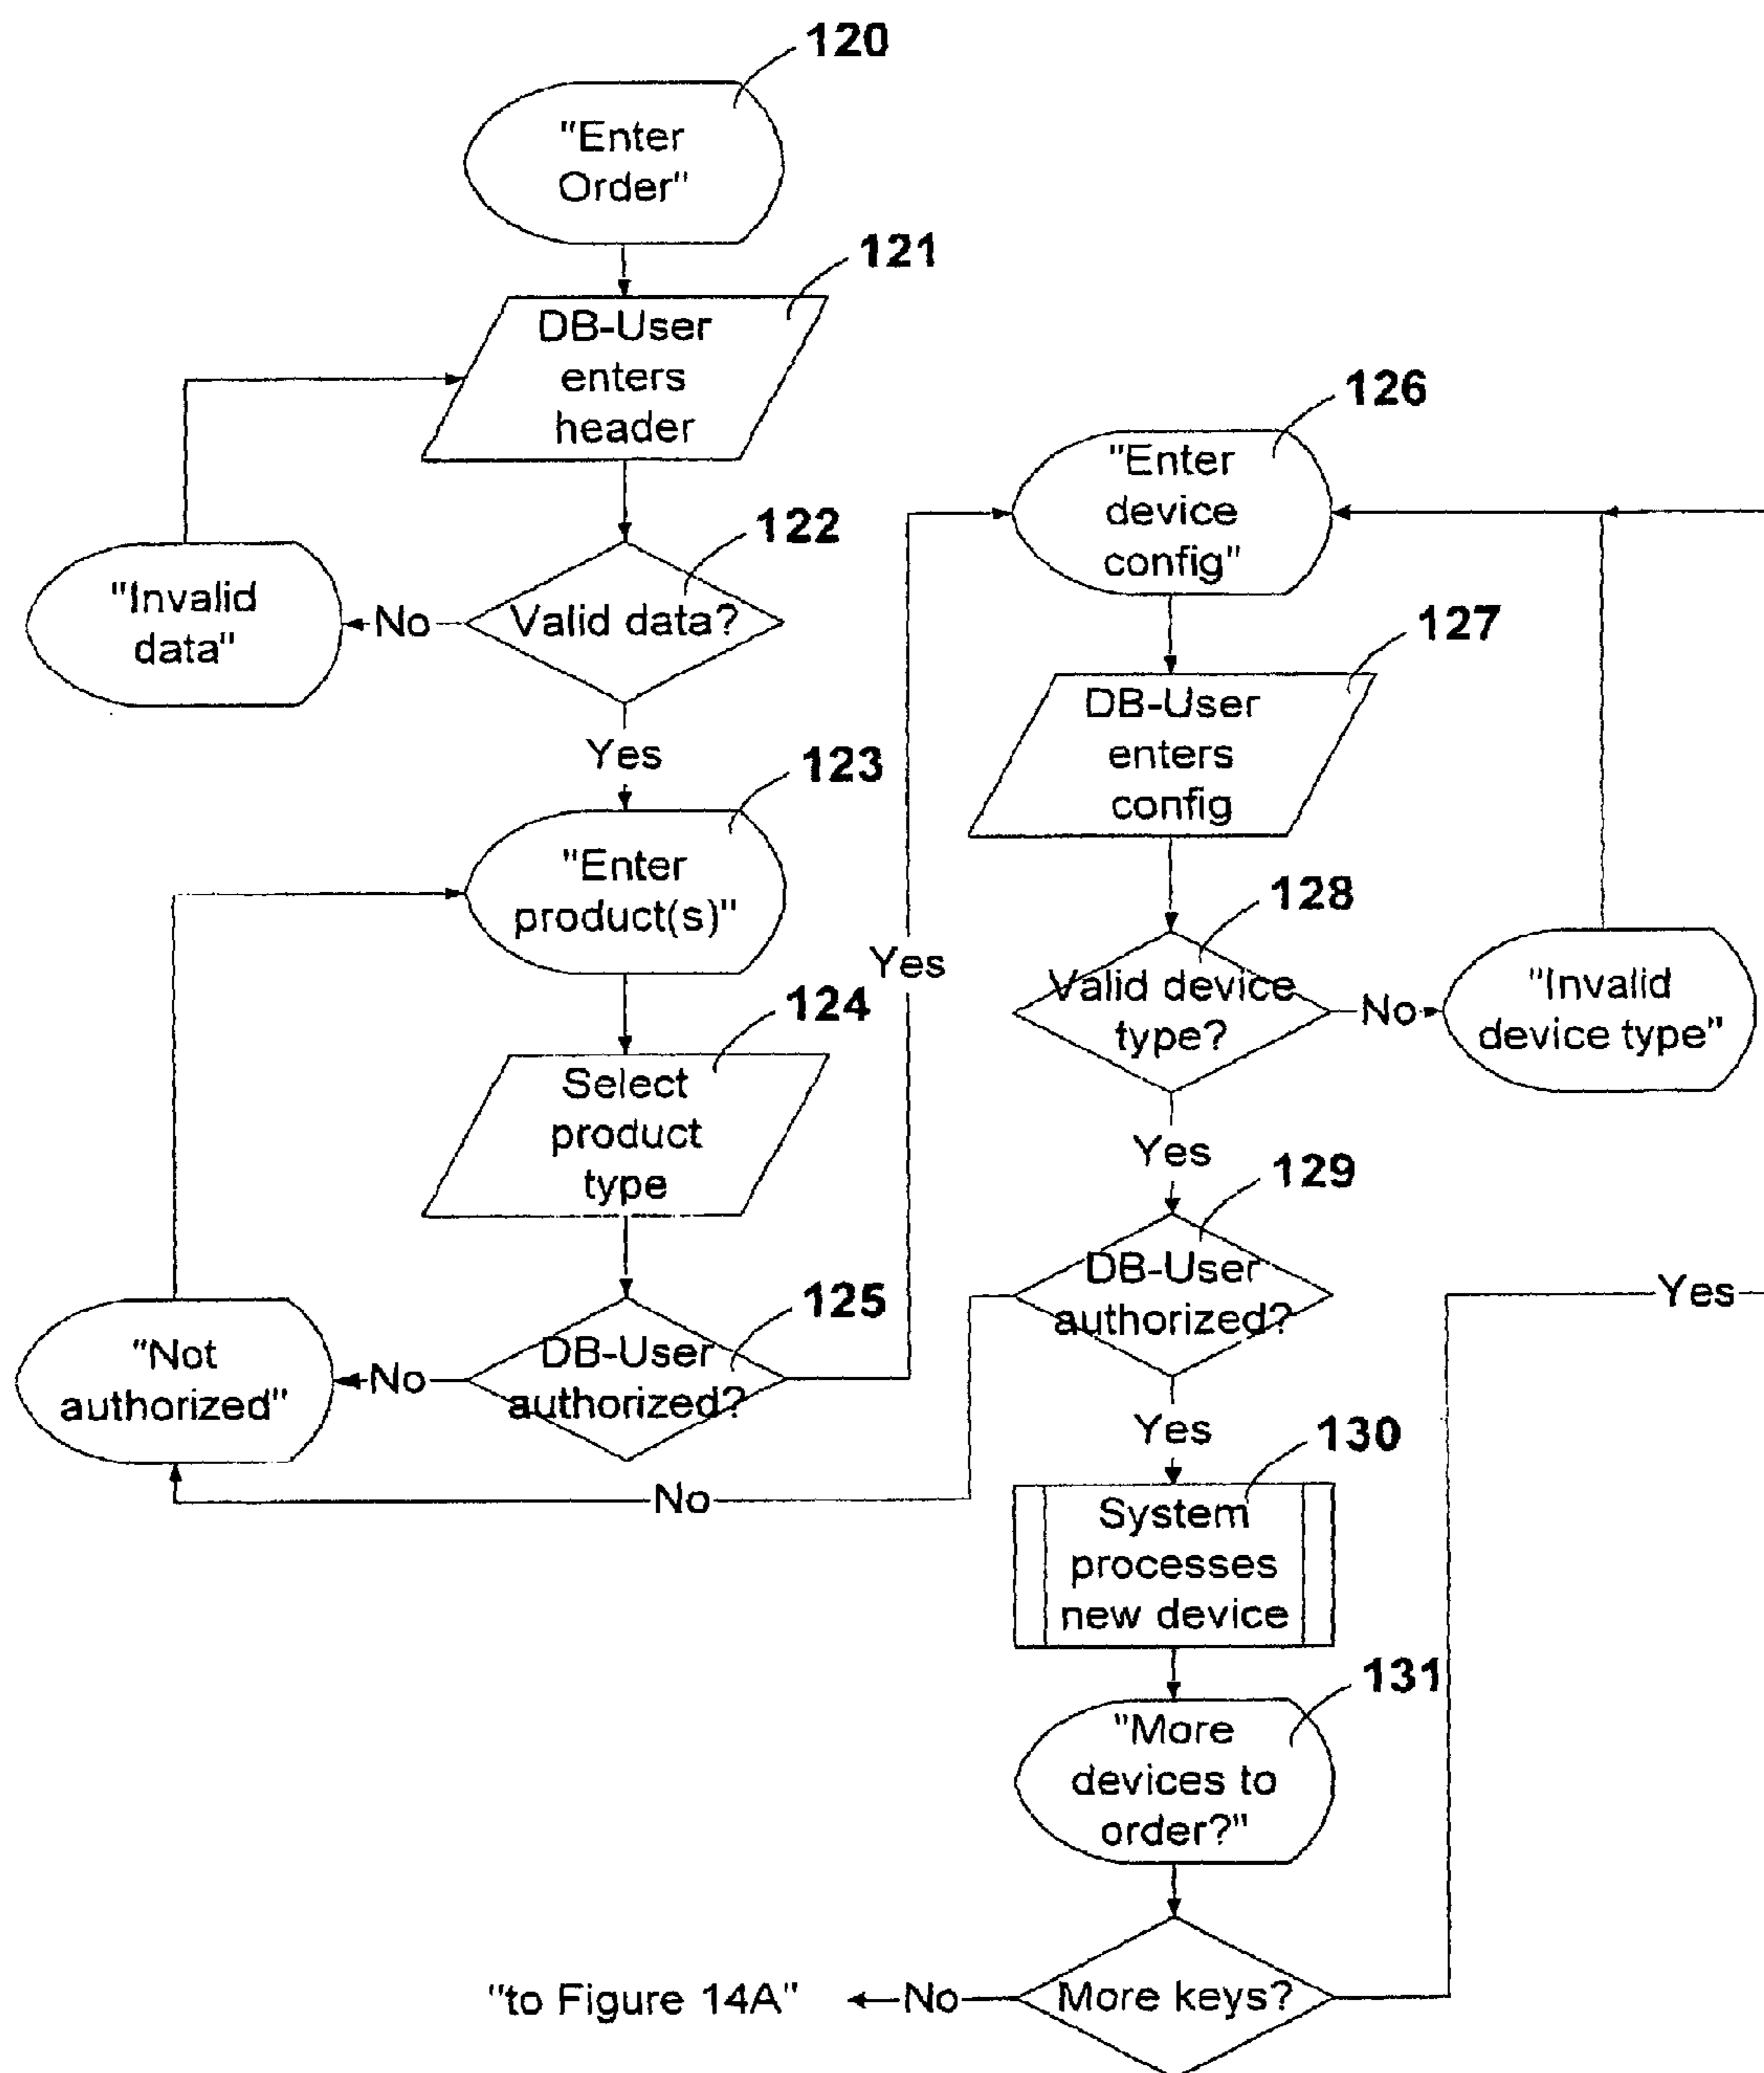 120
"Enter
Order"
121
DB-User
enters
header
122
Valid data?
No
"Invalid
data"
Yes
123
"Enter
product(s)"
124
Select
product
type
125
DB-User
authorized?
No
"Not
authorized"
Yes
126
"Enter
device
config"
127
DB-User
enters
config
128
Valid device
type?
No
"Invalid
device type"
Yes
129
DB-User
authorized?
No
Yes
130
System
processes
new device
131
"More
devices to
order?"
More keys?
Yes
No
"to Figure 14A"